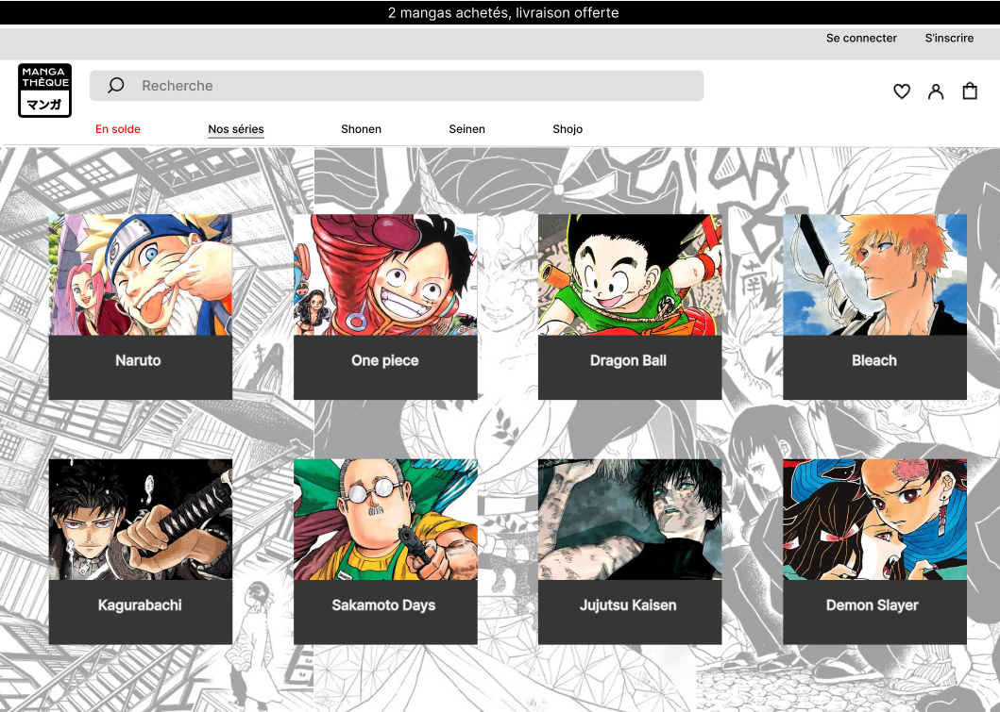 2 mangas achetés, livraison offerte
Se connecter S'inscrire
MANGA
THÈQUE
マンガ
Recherche
En solde Nos séries Shonen Seinen Shojo
Naruto One piece Dragon Ball Bleach
Kagurabachi Sakamoto Days Jujutsu Kaisen Demon Slayer